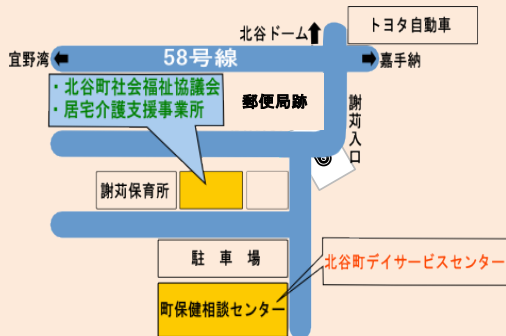 トヨタ自動車
北谷ドーム
宜野湾
58号線
嘉手納
・北谷町社会福祉協議会
・居宅介護支援事業所
郵便局跡
謝苅入口
謝苅保育所
駐車場
北谷町デイサービスセンター
町保健相談センター